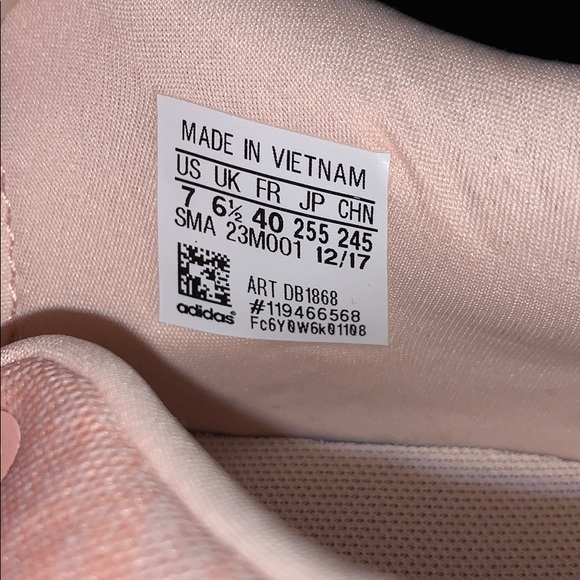 MADE IN VIETNAM
US UK FR JP CHN
7 6½ 40 255 245
SMA 23M001 12/17
ART DB1868
#119466568
adidas Fc6Y0W6k01108